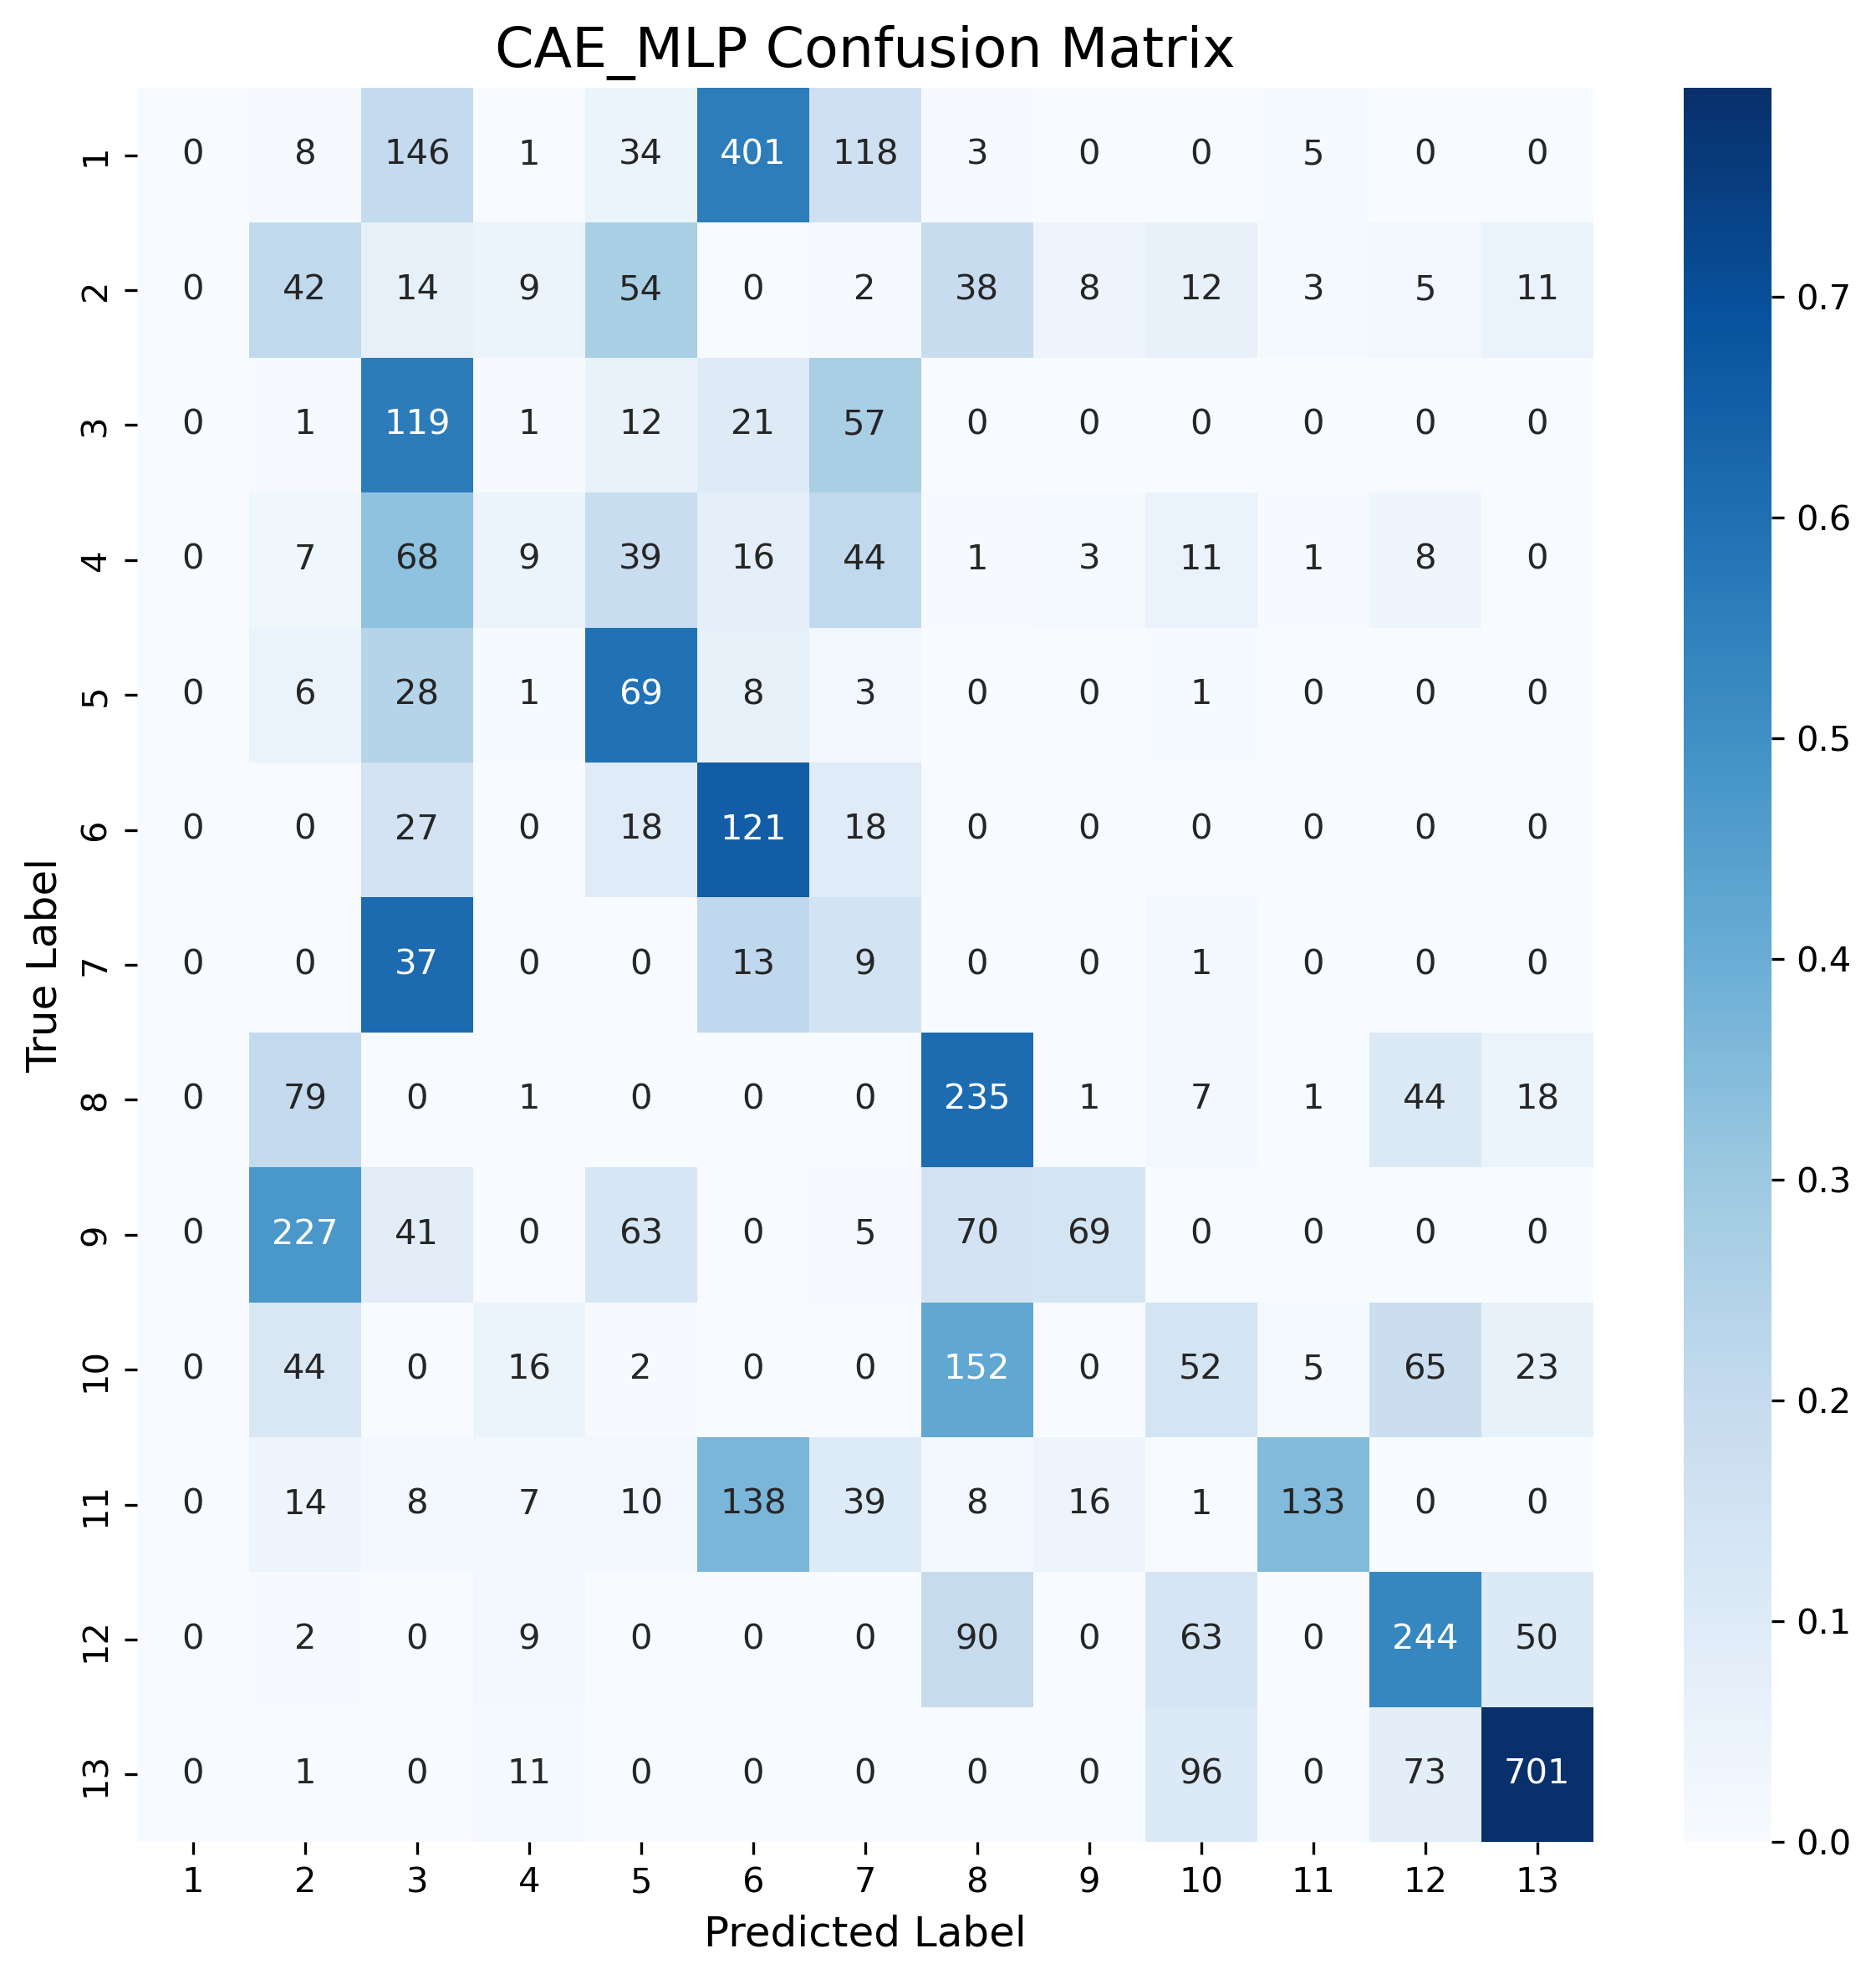 CAE_MLP Confusion Matrix
1 0 8 146 1 34 401 118 3 0 0 5 0 0
2 0 42 14 9 54 0 2 38 8 12 3 5 11
3 0 1 119 1 12 21 57 0 0 0 0 0 0
4 0 7 68 9 39 16 44 1 3 11 1 8 0
5 0 6 28 1 69 8 3 0 0 1 0 0 0
6 0 0 27 0 18 121 18 0 0 0 0 0 0
7 0 0 37 0 0 13 9 0 0 1 0 0 0
8 0 79 0 1 0 0 0 235 1 7 1 44 18
9 0 227 41 0 63 0 5 70 69 0 0 0 0
10 0 44 0 16 2 0 0 152 0 52 5 65 23
11 0 14 8 7 10 138 39 8 16 1 133 0 0
12 0 2 0 9 0 0 0 90 0 63 0 244 50
13 0 1 0 11 0 0 0 0 0 96 0 73 701
1 2 3 4 5 6 7 8 9 10 11 12 13
Predicted Label
True Label
0.7
0.6
0.5
0.4
0.3
0.2
0.1
0.0